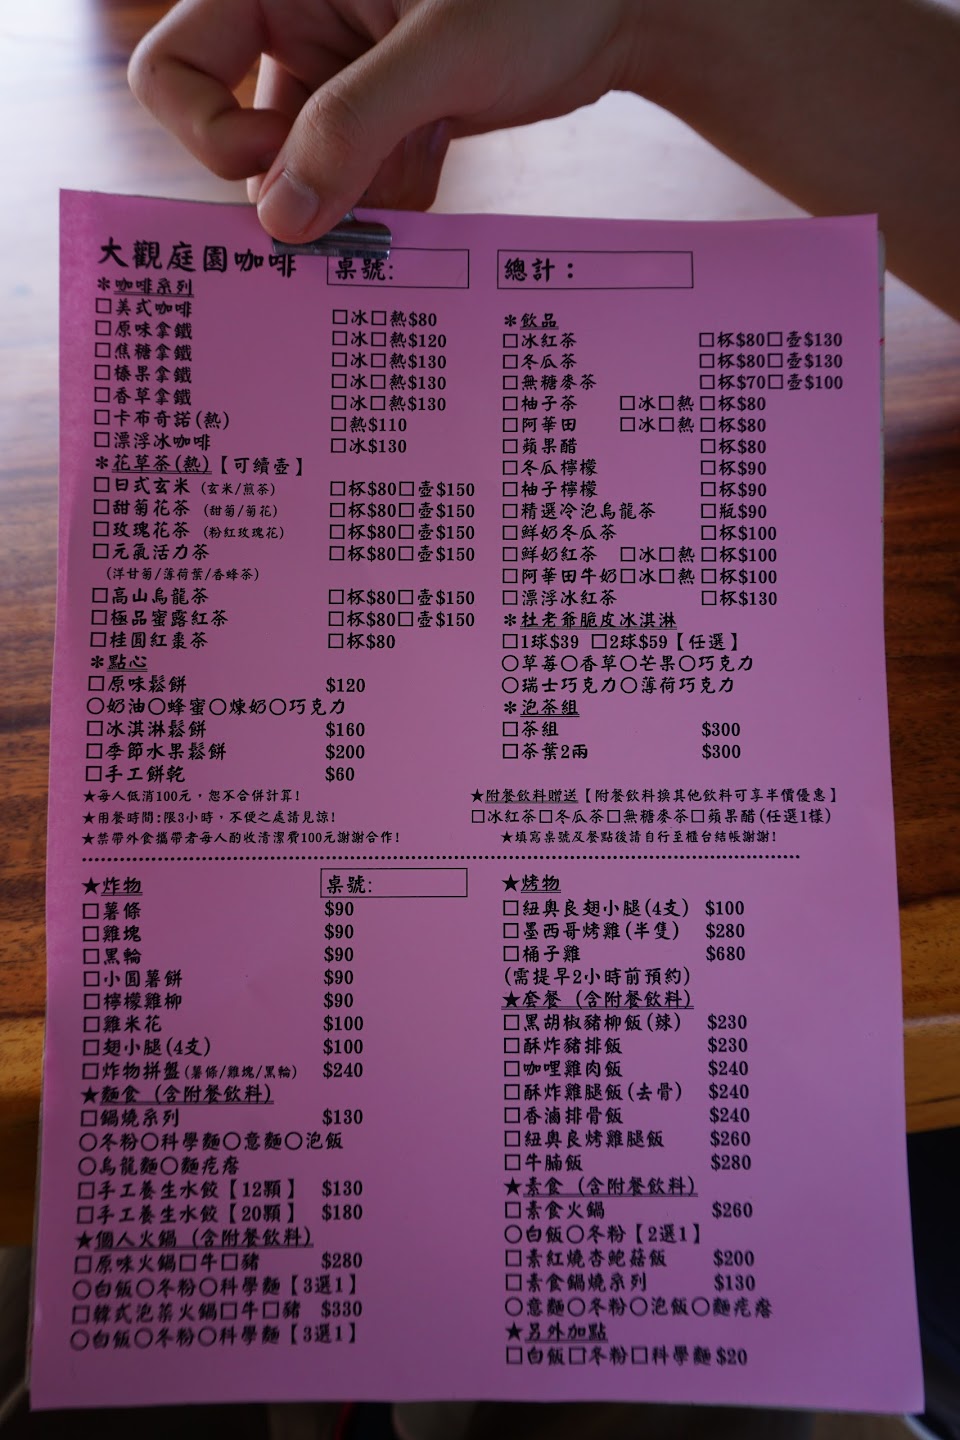 大觀庭園咖啡
桌號:
總計：
＊咖啡系列
□美式咖啡 □冰□熱$80
□原味拿鐵 □冰□熱$120
□焦糖拿鐵 □冰□熱$130
□榛果拿鐵 □冰□熱$130
□香草拿鐵 □冰□熱$130
□卡布奇諾(熱) □熱$110
□漂浮冰咖啡 □冰$130
＊花草茶(熱)【可續壺】
□日式玄米 (玄米/煎茶) □杯$80□壺$150
□甜菊花茶 (甜菊/菊花) □杯$80□壺$150
□玫瑰花茶 (粉紅玫瑰花) □杯$80□壺$150
□元氣活力茶 □杯$80□壺$150
(洋甘菊/薄荷葉/香蜂茶)
□高山烏龍茶 □杯$80□壺$150
□極品蜜露紅茶 □杯$80□壺$150
□桂圓紅棗茶 □杯$80
＊點心
□原味鬆餅 $120
○奶油○蜂蜜○煉奶○巧克力
□冰淇淋鬆餅 $160
□季節水果鬆餅 $200
□手工餅乾 $60
★每人低消100元，恕不合併計算!
★用餐時間:限3小時，不便之處請見諒!
★禁帶外食攜帶者每人酌收清潔費100元謝謝合作!
＊飲品
□冰紅茶 □杯$80□壺$130
□冬瓜茶 □杯$80□壺$130
□無糖麥茶 □杯$70□壺$100
□柚子茶 □冰□熱 □杯$80
□阿華田 □冰□熱 □杯$80
□蘋果醋 □杯$80
□冬瓜檸檬 □杯$90
□柚子檸檬 □杯$90
□精選冷泡烏龍茶 □瓶$90
□鮮奶冬瓜茶 □杯$100
□鮮奶紅茶 □冰□熱 □杯$100
□阿華田牛奶□冰□熱 □杯$100
□漂浮冰紅茶 □杯$130
＊杜老爺脆皮冰淇淋
□1球$39 □2球$59【任選】
○草莓○香草○芒果○巧克力
○瑞士巧克力○薄荷巧克力
＊泡茶組
□茶組 $300
□茶葉2兩 $300
★附餐飲料贈送【附餐飲料換其他飲料可享半價優惠】
□冰紅茶□冬瓜茶□無糖麥茶□蘋果醋(任選1樣)
★填寫桌號及餐點後請自行至櫃台結帳謝謝!
★炸物
桌號:
□薯條 $90
□雞塊 $90
□黑輪 $90
□小圓薯餅 $90
□檸檬雞柳 $90
□雞米花 $100
□翅小腿(4支) $100
□炸物拼盤(薯條/雞塊/黑輪) $240
★麵食 (含附餐飲料)
□鍋燒系列 $130
○冬粉○科學麵○意麵○泡飯
○烏龍麵○麵疙瘩
□手工養生水餃【12顆】 $130
□手工養生水餃【20顆】 $180
★個人火鍋 (含附餐飲料)
□原味火鍋□牛□豬 $280
○白飯○冬粉○科學麵【3選1】
□韓式泡菜火鍋□牛□豬 $330
○白飯○冬粉○科學麵【3選1】
★烤物
□紐奧良翅小腿(4支) $100
□墨西哥烤雞(半隻) $280
□桶子雞 $680
(需提早2小時前預約)
★套餐 (含附餐飲料)
□黑胡椒豬柳飯(辣) $230
□酥炸豬排飯 $230
□咖哩雞肉飯 $240
□酥炸雞腿飯(去骨) $240
□香滷排骨飯 $240
□紐奧良烤雞腿飯 $260
□牛腩飯 $280
★素食 (含附餐飲料)
□素食火鍋 $260
○白飯○冬粉【2選1】
□素紅燒杏鮑菇飯 $200
□素食鍋燒系列 $130
○意麵○冬粉○泡飯○麵疙瘩
★另外加點
□白飯□冬粉□科學麵$20